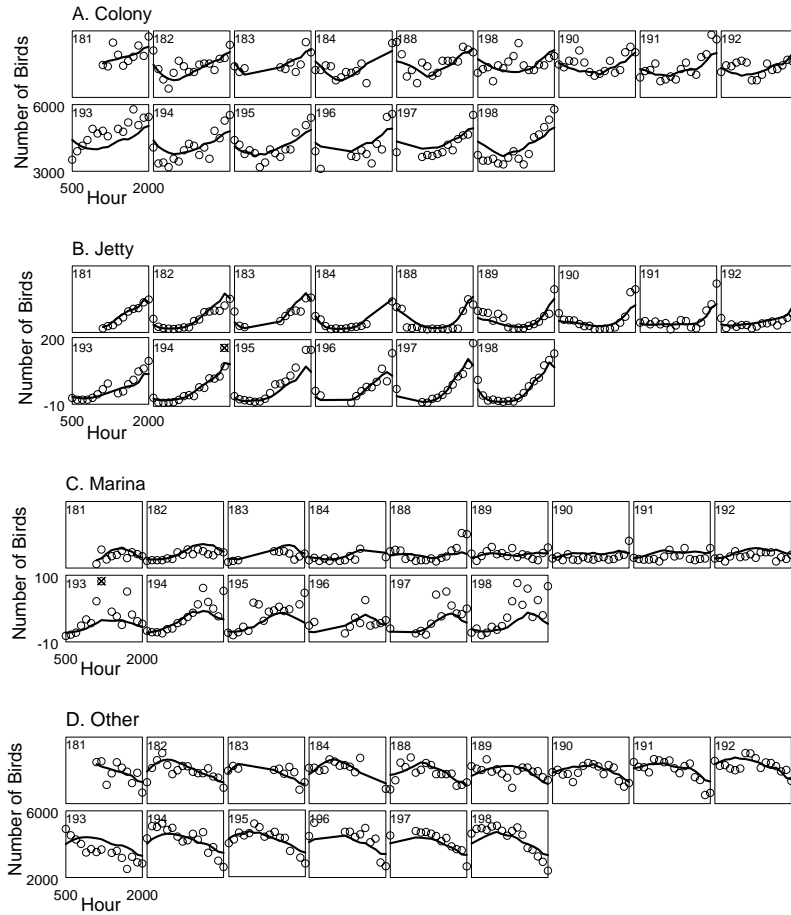 A. Colony
Number of Birds
181 182 183 184 188 198 190 191 192
6000
193 194 195 196 197 198
3000
500 2000
Hour
B. Jetty
Number of Birds
181 182 183 184 188 189 190 191 192
200
193 194 195 196 197 198
-10
500 2000
Hour
C. Marina
Number of Birds
181 182 183 184 188 189 190 191 192
100
193 194 195 196 197 198
-10
500 2000
Hour
D. Other
Number of Birds
181 182 183 184 188 189 190 191 192
6000
193 194 195 196 197 198
2000
500 2000
Hour